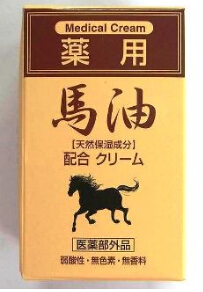 Medical Cream
薬用
馬油
【天然保湿成分】
配合 クリーム
医薬部外品
弱酸性・無色素・無香料